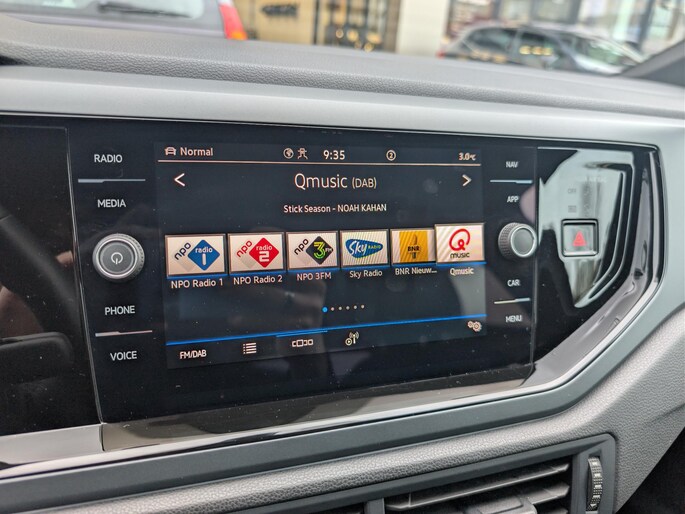 RADIO
MEDIA
PHONE
VOICE
Normal
9:35
2
3.0°C
Qmusic (DAB)
Stick Season - NOAH KAHAN
npo radio 1
npo radio 2
npo 3FM
Sky RADIO
BNR
Q MUSIC
NPO Radio 1
NPO Radio 2
NPO 3FM
Sky Radio
BNR Nieuw...
Qmusic
FM/DAB
NAV
APP
CAR
MENU